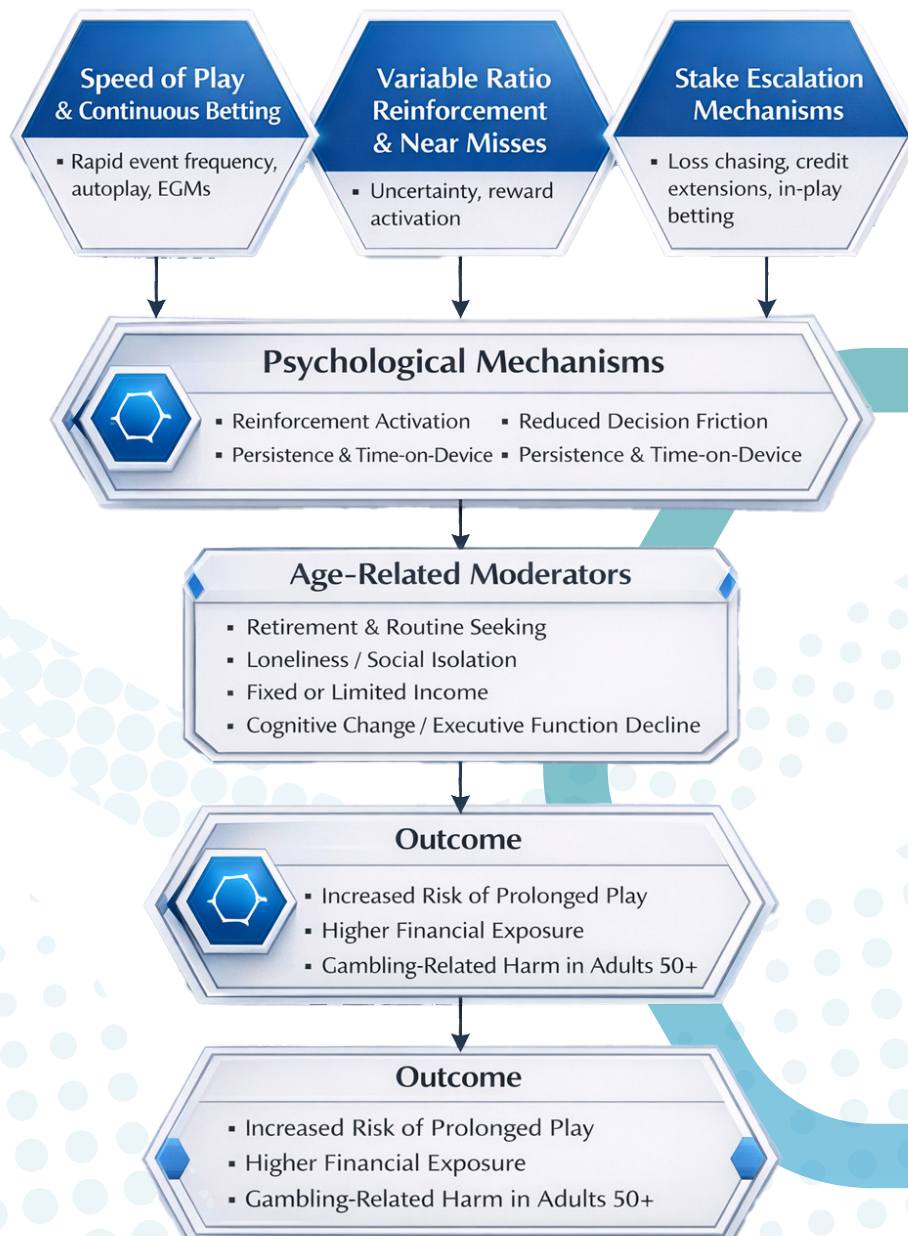 Speed of Play
& Continuous Betting
▪ Rapid event frequency,
autoplay, EGMs
Variable Ratio
Reinforcement
& Near Misses
▪ Uncertainty, reward
activation
Stake Escalation
Mechanisms
▪ Loss chasing, credit
extensions, in-play
betting
Psychological Mechanisms
▪ Reinforcement Activation ▪ Reduced Decision Friction
▪ Persistence & Time-on-Device ▪ Persistence & Time-on-Device
Age-Related Moderators
▪ Retirement & Routine Seeking
▪ Loneliness / Social Isolation
▪ Fixed or Limited Income
▪ Cognitive Change / Executive Function Decline
Outcome
▪ Increased Risk of Prolonged Play
▪ Higher Financial Exposure
▪ Gambling-Related Harm in Adults 50+
Outcome
▪ Increased Risk of Prolonged Play
▪ Higher Financial Exposure
▪ Gambling-Related Harm in Adults 50+